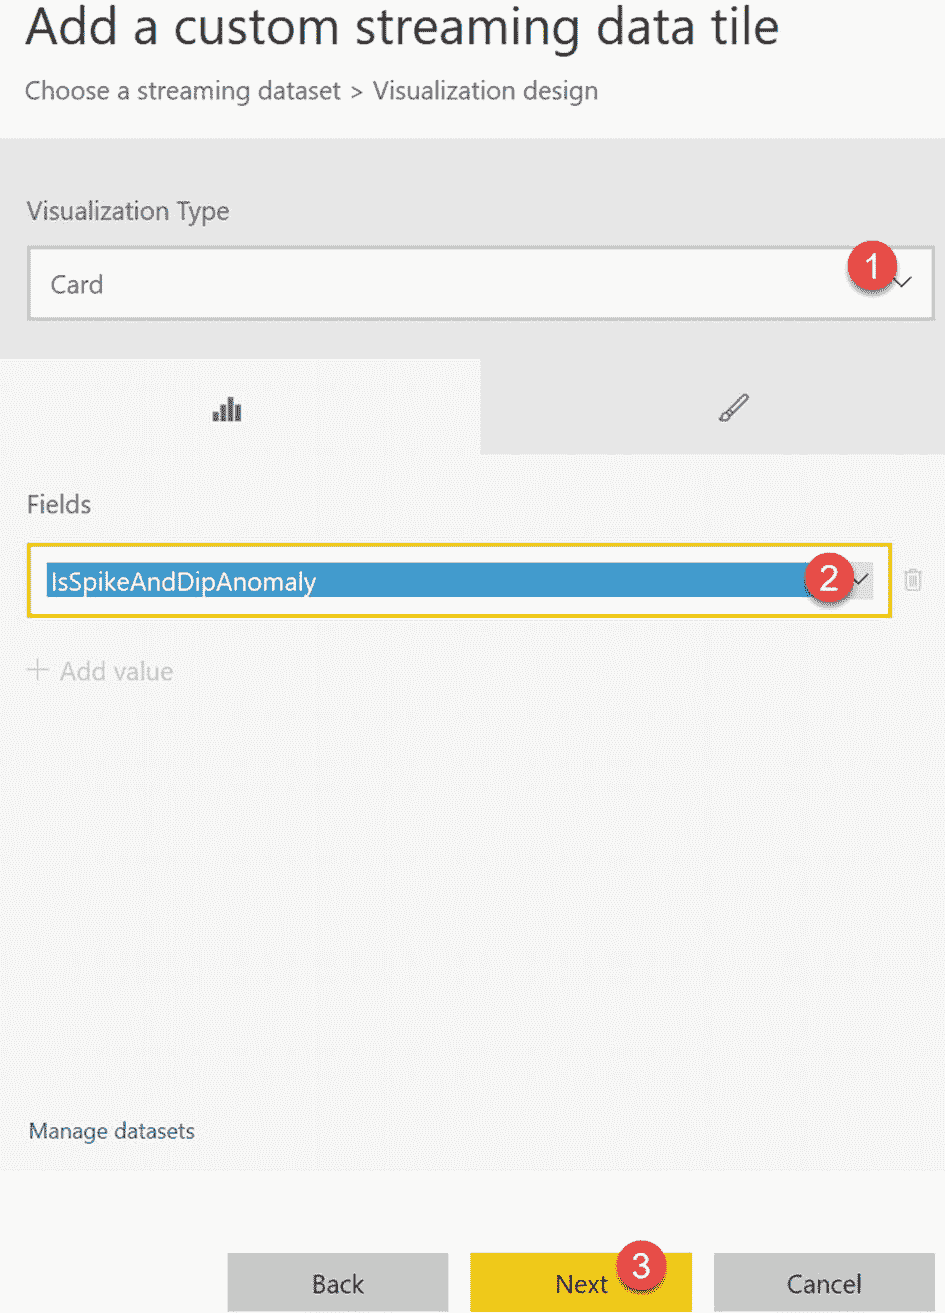 Add a custom streaming data tile
Choose a streaming dataset > Visualization design
Visualization Type
Card
1
Fields
IsSpikeAndDipAnomaly
2
+ Add value
Manage datasets
Back
Next
3
Cancel